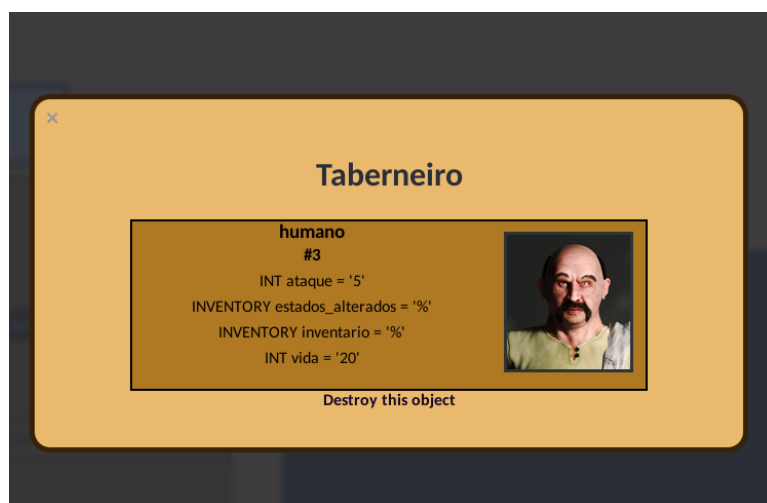 Taberneiro
humano
#3
INT ataque = '5'
INVENTORY estados_alterados = '%'
INVENTORY inventario = '%'
INT vida = '20'
Destroy this object